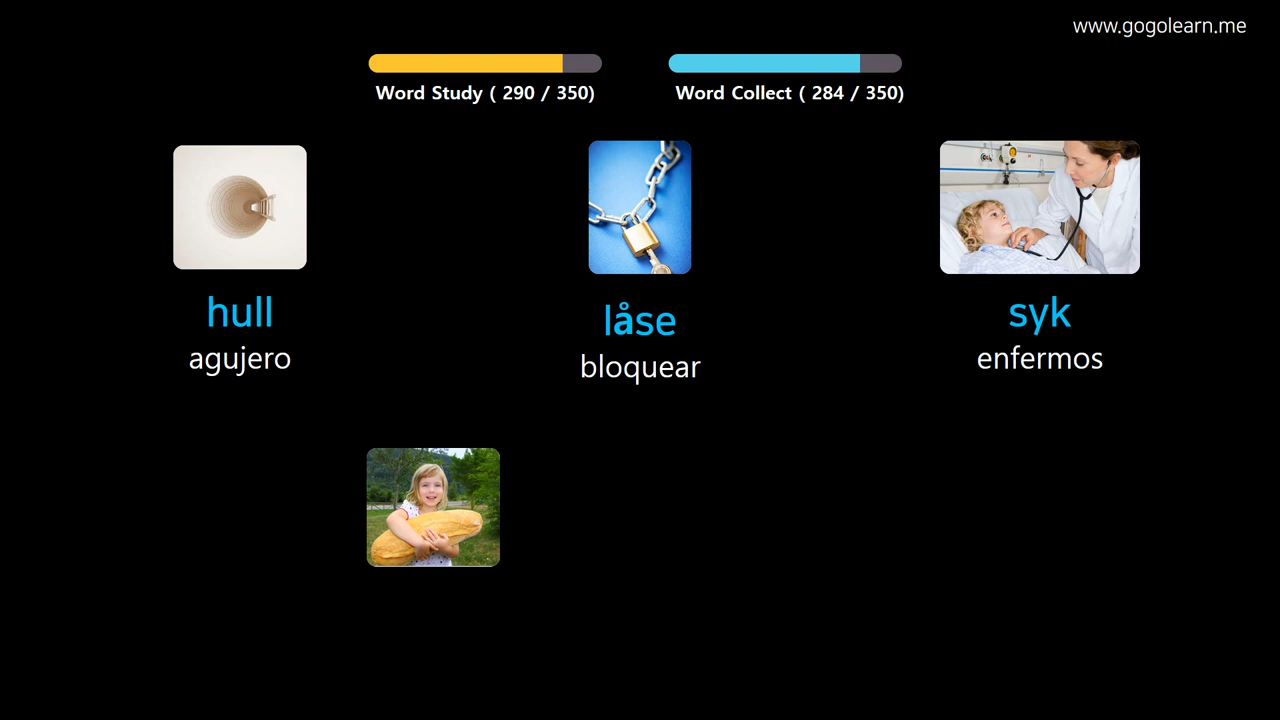 www.gogolearn.me
Word Study ( 290 / 350)
Word Collect ( 284 / 350)
hull
agujero
låse
bloquear
syk
enfermos